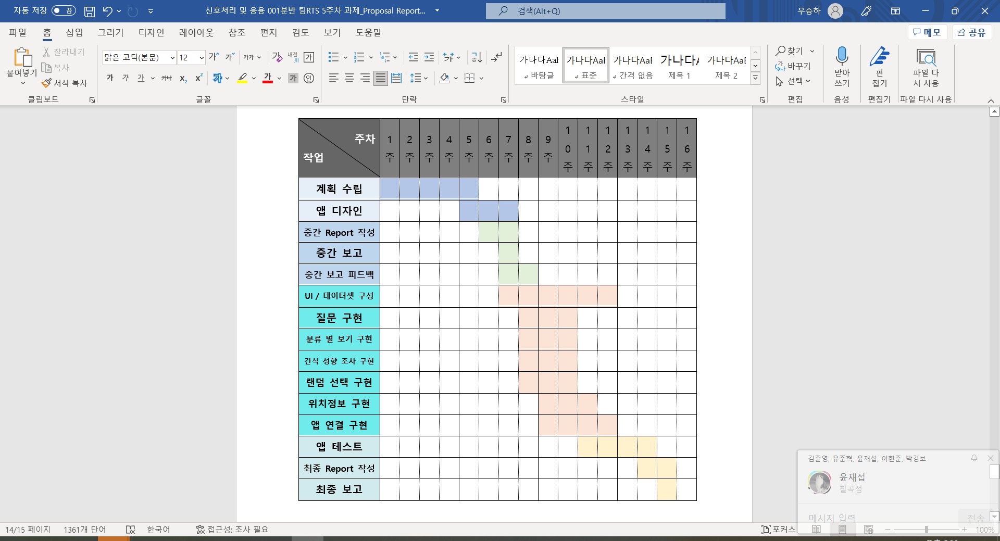 자동 저장 끔 신호처리 및 응용 001분반 팀RTS 5주차 과제_Proposal Report... 검색(Alt+Q) 우승하
파일 홈 삽입 그리기 디자인 레이아웃 참조 편지 검토 보기 도움말 메모 공유
붙여넣기
잘라내기
복사
서식 복사
클립보드
맑은 고딕(본문) 12 가 가 가가 가 내천 川 가
가 가 가 가나 x₂ x² 가 가 가 인
글꼴
단락
가나다AaI 가나다AaE 가나다AaE 가나다A 가나다AaE
바탕글 표준 간격 없음 제목 1 제목 2
스타일
찾기
바꾸기
선택
편집
받아
쓰기
음성
편
집기
편집기
파일 다
시 사용
파일 다시 사용
주차
작업
1주 2주 3주 4주 5주 6주 7주 8주 9주 10주 11주 12주 13주 14주 15주 16주
계획 수립
앱 디자인
중간 Report 작성
중간 보고
중간 보고 피드백
UI / 데이터셋 구성
질문 구현
분류 별 보기 구현
간식 성향 조사 구현
랜덤 선택 구현
위치정보 구현
앱 연결 구현
앱 테스트
최종 Report 작성
최종 보고
김준영, 유준혁, 윤재섭, 이현준, 박경보
윤재섭
칠곡점
메시지 입력 전송
14/15 페이지 1361개 단어 한국어 접근성: 조사 필요 포커스 100%